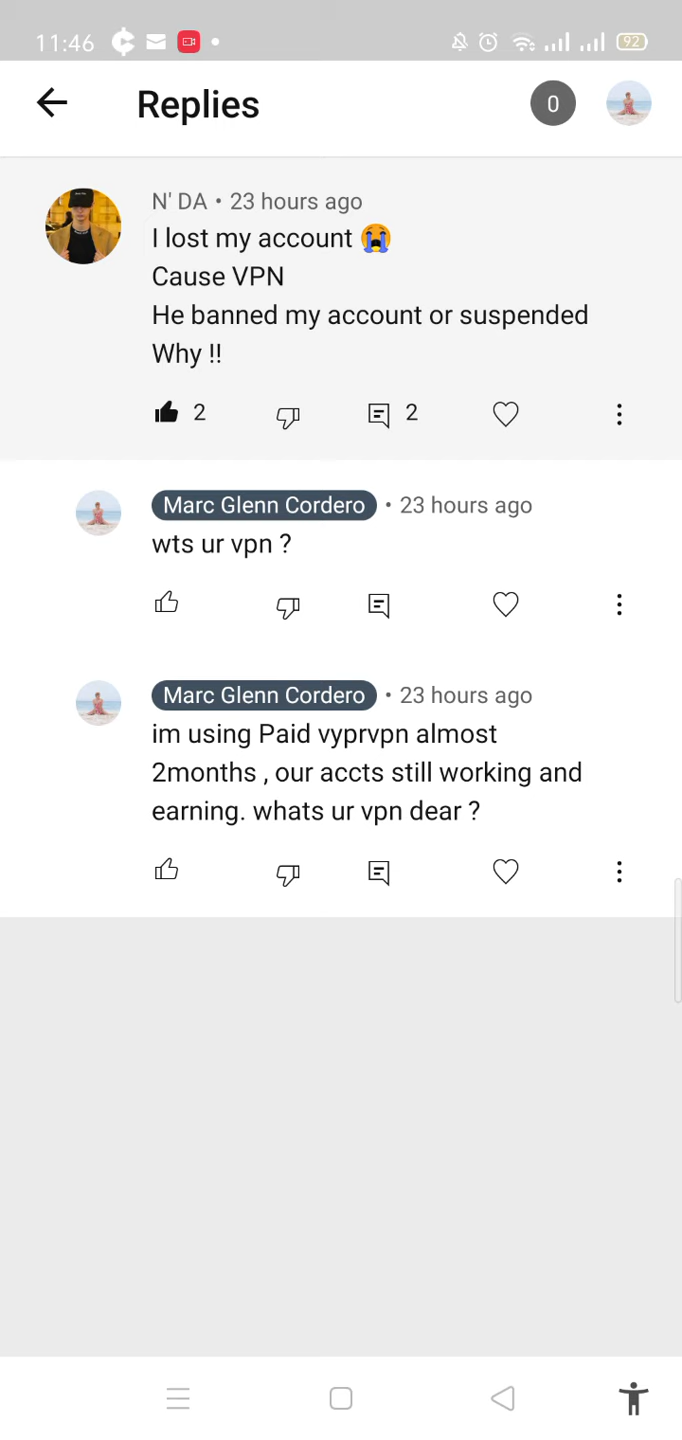 11:46
92
Replies
0
N' DA • 23 hours ago
I lost my account 😭
Cause VPN
He banned my account or suspended
Why !!
2
2
Marc Glenn Cordero • 23 hours ago
wts ur vpn ?
Marc Glenn Cordero • 23 hours ago
im using Paid vyprvpn almost
2months , our accts still working and
earning. whats ur vpn dear ?